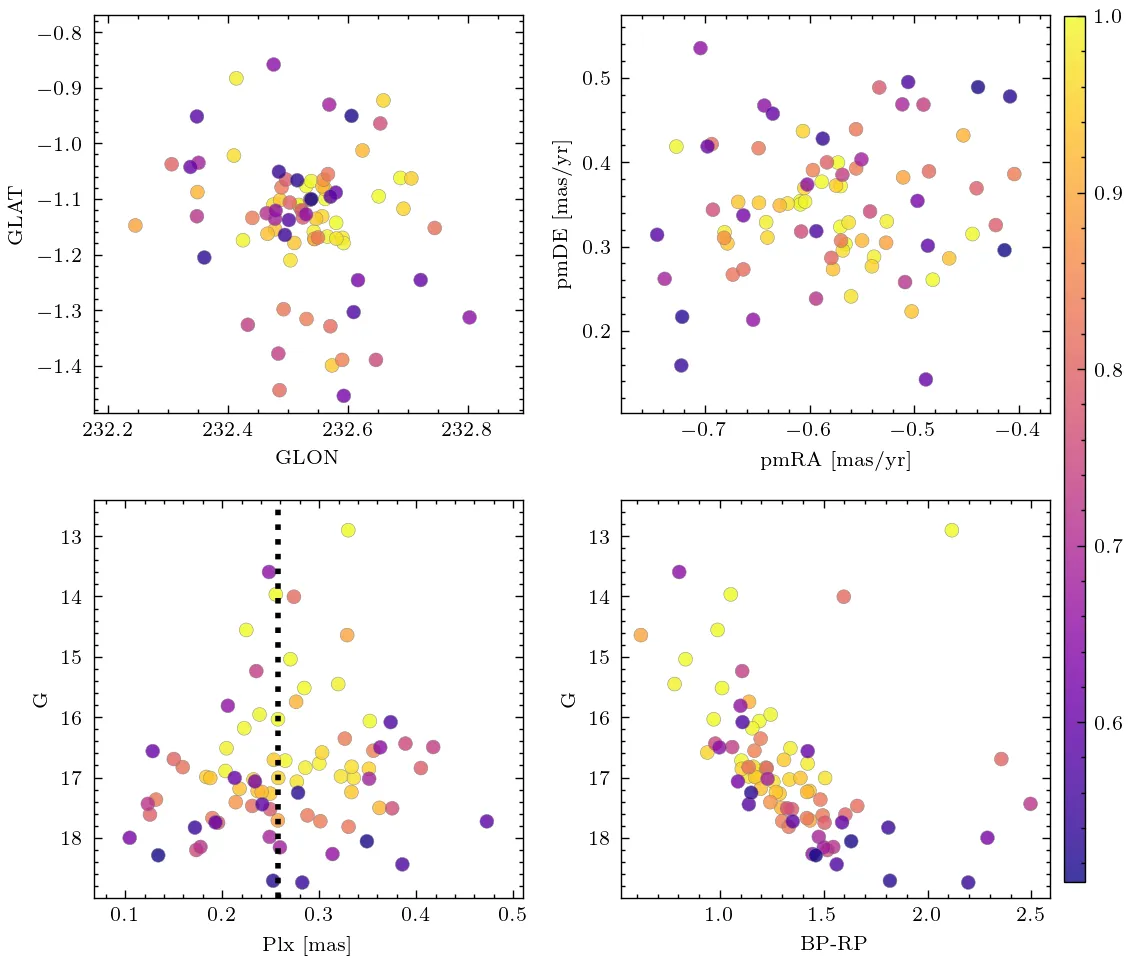 −0.8
−0.9
−1.0
−1.1
−1.2
−1.3
−1.4
GLAT
232.2 232.4 232.6 232.8
GLON
0.5
0.4
0.3
0.2
pmDE [mas/yr]
−0.7 −0.6 −0.5 −0.4
pmRA [mas/yr]
1.0
0.9
0.8
0.7
0.6
13
14
15
16
17
18
G
0.1 0.2 0.3 0.4 0.5
Plx [mas]
13
14
15
16
17
18
G
1.0 1.5 2.0 2.5
BP-RP